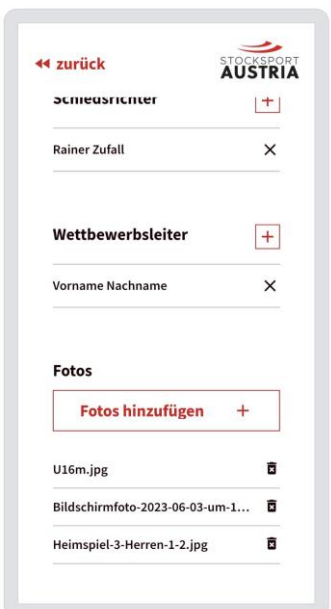 ◂◂ zurück
STOCKSPORT
AUSTRIA
Schiedsrichter +
Rainer Zufall ×
Wettbewerbsleiter +
Vorname Nachname ×
Fotos
Fotos hinzufügen +
U16m.jpg
Bildschirmfoto-2023-06-03-um-1...
Heimspiel-3-Herren-1-2.jpg